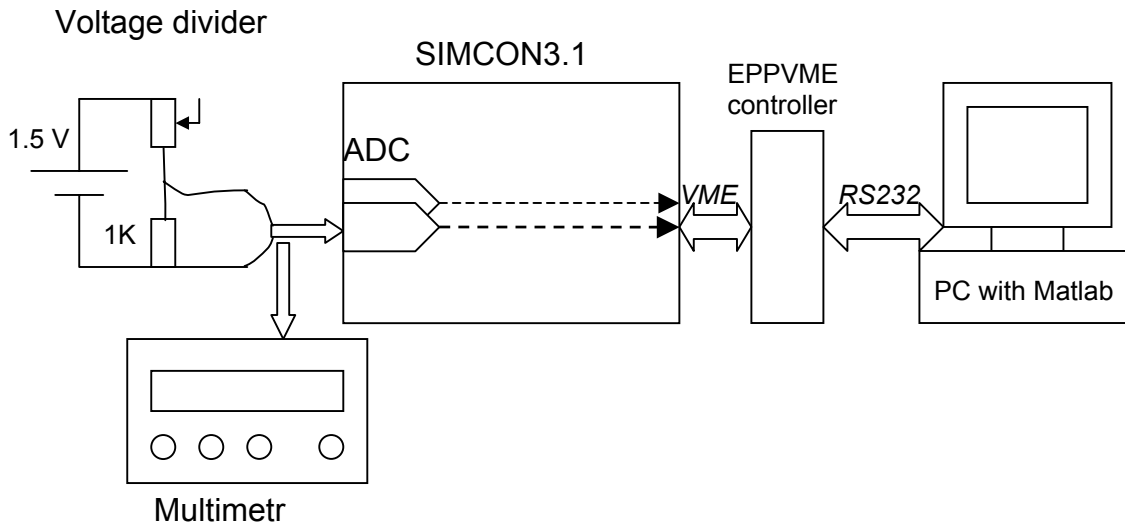 Voltage divider
SIMCON3.1
EPPVME
controller
1.5 V
ADC
VME
RS232
1K
PC with Matlab
Multimetr